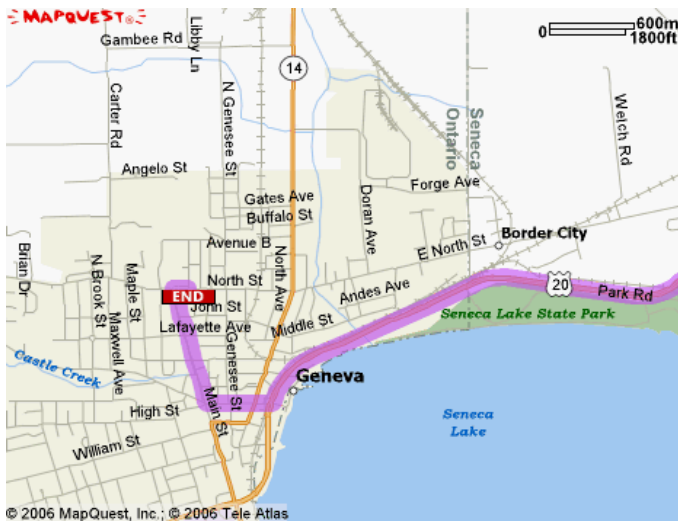 MAPQUEST®
0 600m
1800ft
Gambee Rd
Libby Ln
14
Carter Rd
N Genesee St
Seneca
Ontario
Welch Rd
Angelo St
Doran Ave
Forge Ave
Gates Ave
Buffalo St
Avenue B
E North St
Border City
Brian Dr
N Brook St
Maple St
North St
North Ave
Andes Ave
20
Park Rd
END
John St
Lafayette Ave
Middle St
Seneca Lake State Park
Maxwell Ave
Genesee St
Castle Creek
Geneva
High St
Main St
Seneca
Lake
William St
© 2006 MapQuest, Inc.; © 2006 Tele Atlas